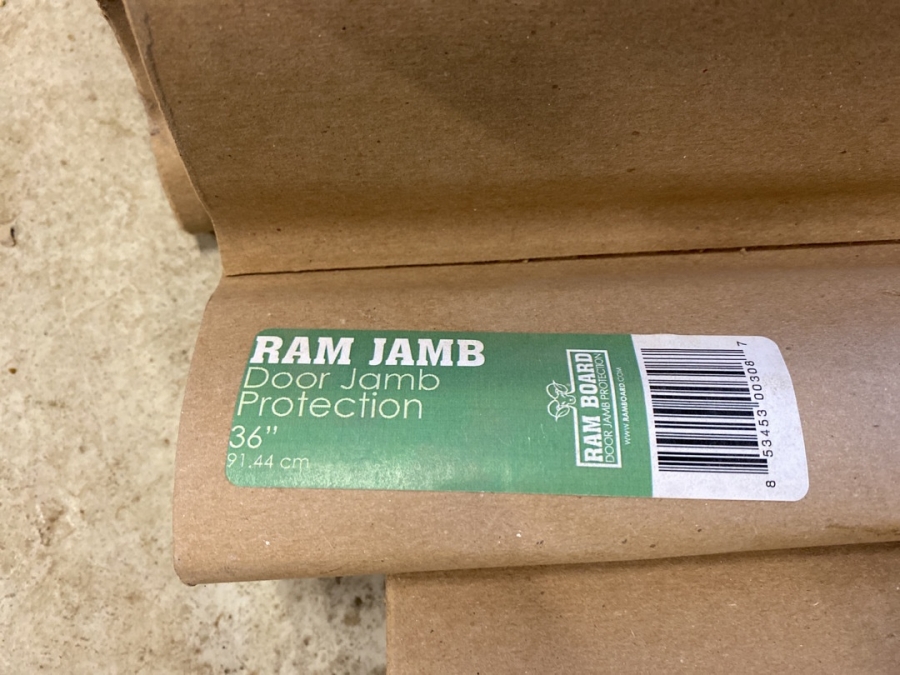 RAM JAMB
Door Jamb
Protection
36”
91.44 cm
RAM BOARD
DOOR JAMB PROTECTION
WWW.RAMBOARD.COM
8 53453 00308 7